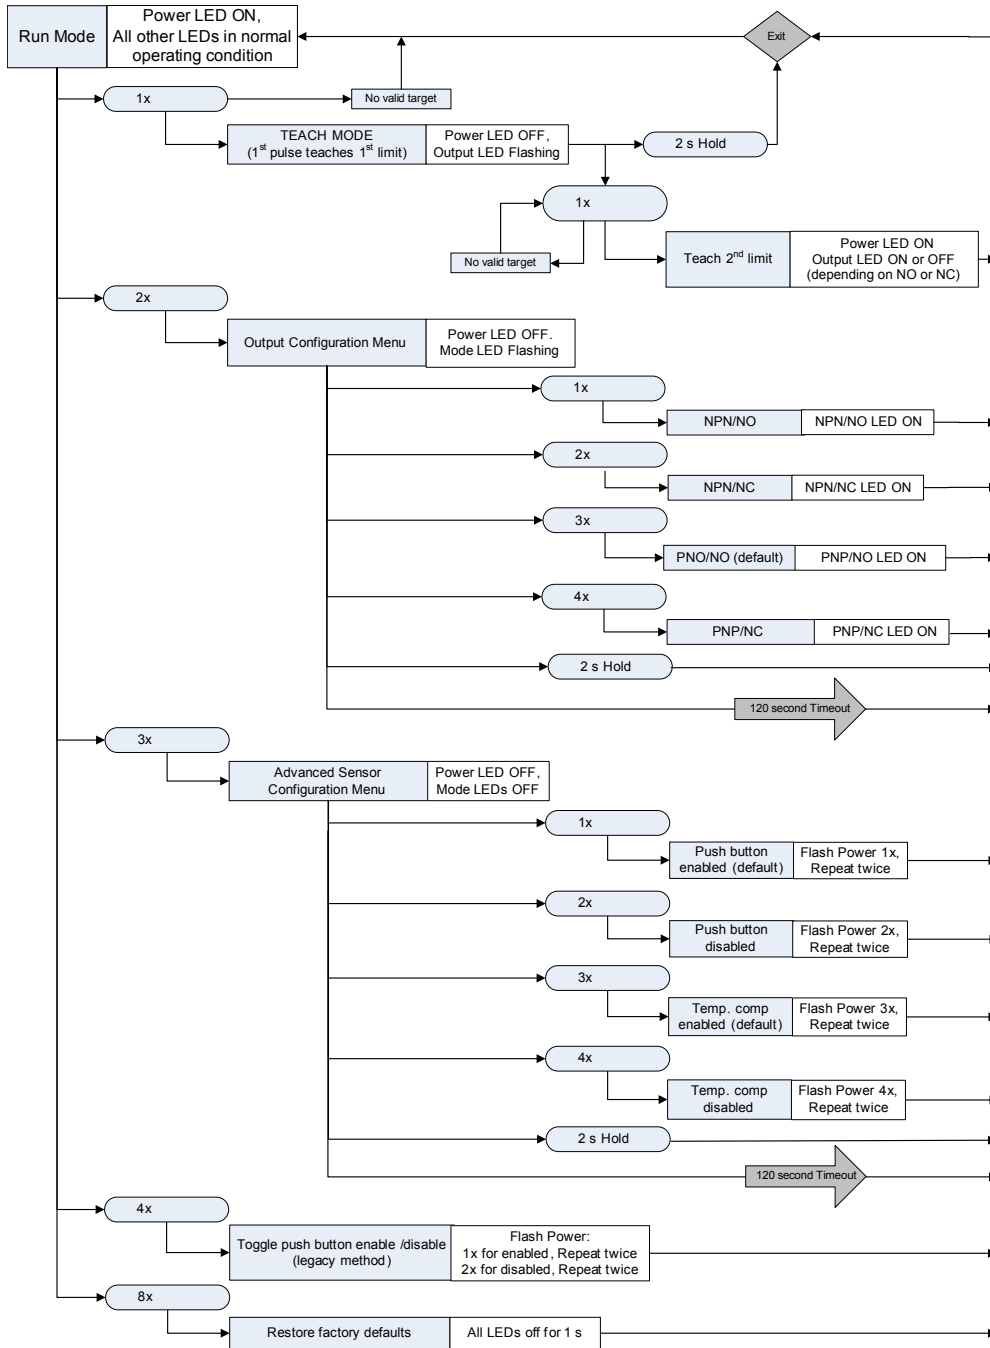 Run Mode
Power LED ON,
All other LEDs in normal
operating condition
Exit
1x
No valid target
TEACH MODE
(1st pulse teaches 1st limit)
Power LED OFF,
Output LED Flashing
2 s Hold
1x
No valid target
Teach 2nd limit
Power LED ON
Output LED ON or OFF
(depending on NO or NC)
2x
Output Configuration Menu
Power LED OFF.
Mode LED Flashing
1x
NPN/NO
NPN/NO LED ON
2x
NPN/NC
NPN/NC LED ON
3x
PNO/NO (default)
PNP/NO LED ON
4x
PNP/NC
PNP/NC LED ON
2 s Hold
120 second Timeout
3x
Advanced Sensor
Configuration Menu
Power LED OFF,
Mode LEDs OFF
1x
Push button
enabled (default)
Flash Power 1x,
Repeat twice
2x
Push button
disabled
Flash Power 2x,
Repeat twice
3x
Temp. comp
enabled (default)
Flash Power 3x,
Repeat twice
4x
Temp. comp
disabled
Flash Power 4x,
Repeat twice
2 s Hold
120 second Timeout
4x
Toggle push button enable /disable
(legacy method)
Flash Power:
1x for enabled, Repeat twice
2x for disabled, Repeat twice
8x
Restore factory defaults
All LEDs off for 1 s